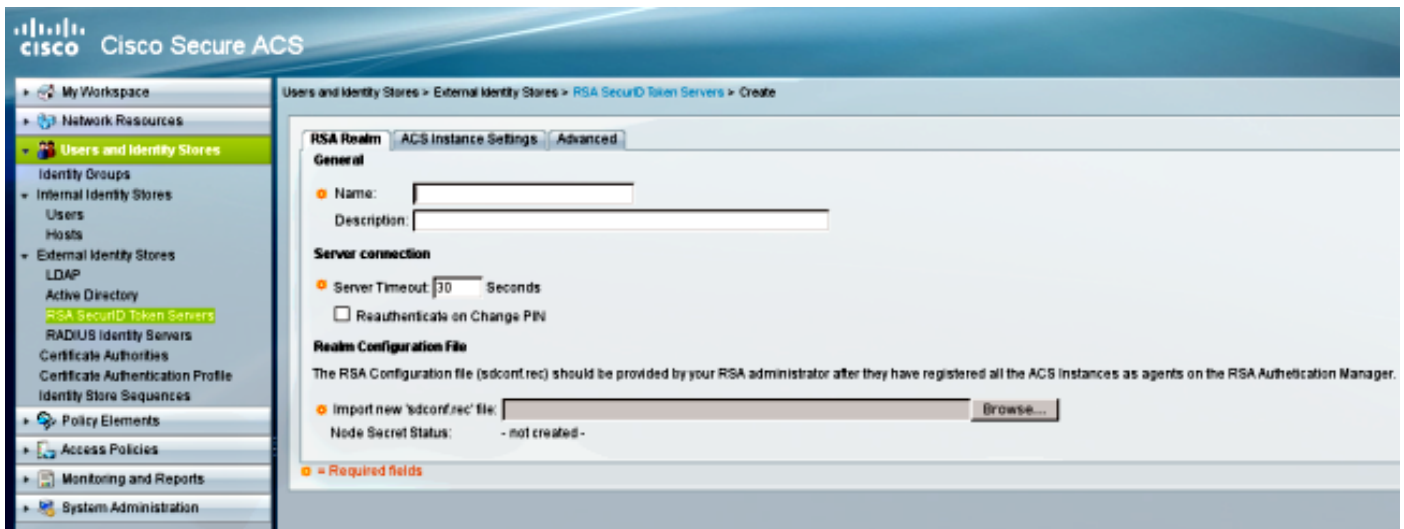 CISCO Cisco Secure ACS
My Workspace
Network Resources
Users and Identity Stores
Identity Groups
Internal Identity Stores
Users
Hosts
External Identity Stores
LDAP
Active Directory
RSA SecurID Token Servers
RADIUS Identity Servers
Certificate Authorities
Certificate Authentication Profile
Identity Store Sequences
Policy Elements
Access Policies
Monitoring and Reports
System Administration
Users and Identity Stores > External Identity Stores > RSA SecurID Token Servers > Create
RSA Realm ACS Instance Settings Advanced
General
Name:
Description:
Server connection
Server Timeout: 30 Seconds
Reauthenticate on Change PIN
Realm Configuration File
The RSA Configuration file (sdconf.rec) should be provided by your RSA administrator after they have registered all the ACS Instances as agents on the RSA Authetication Manager.
Import new 'sdconf.rec' file: Browse...
Node Secret Status: - not created -
= Required fields